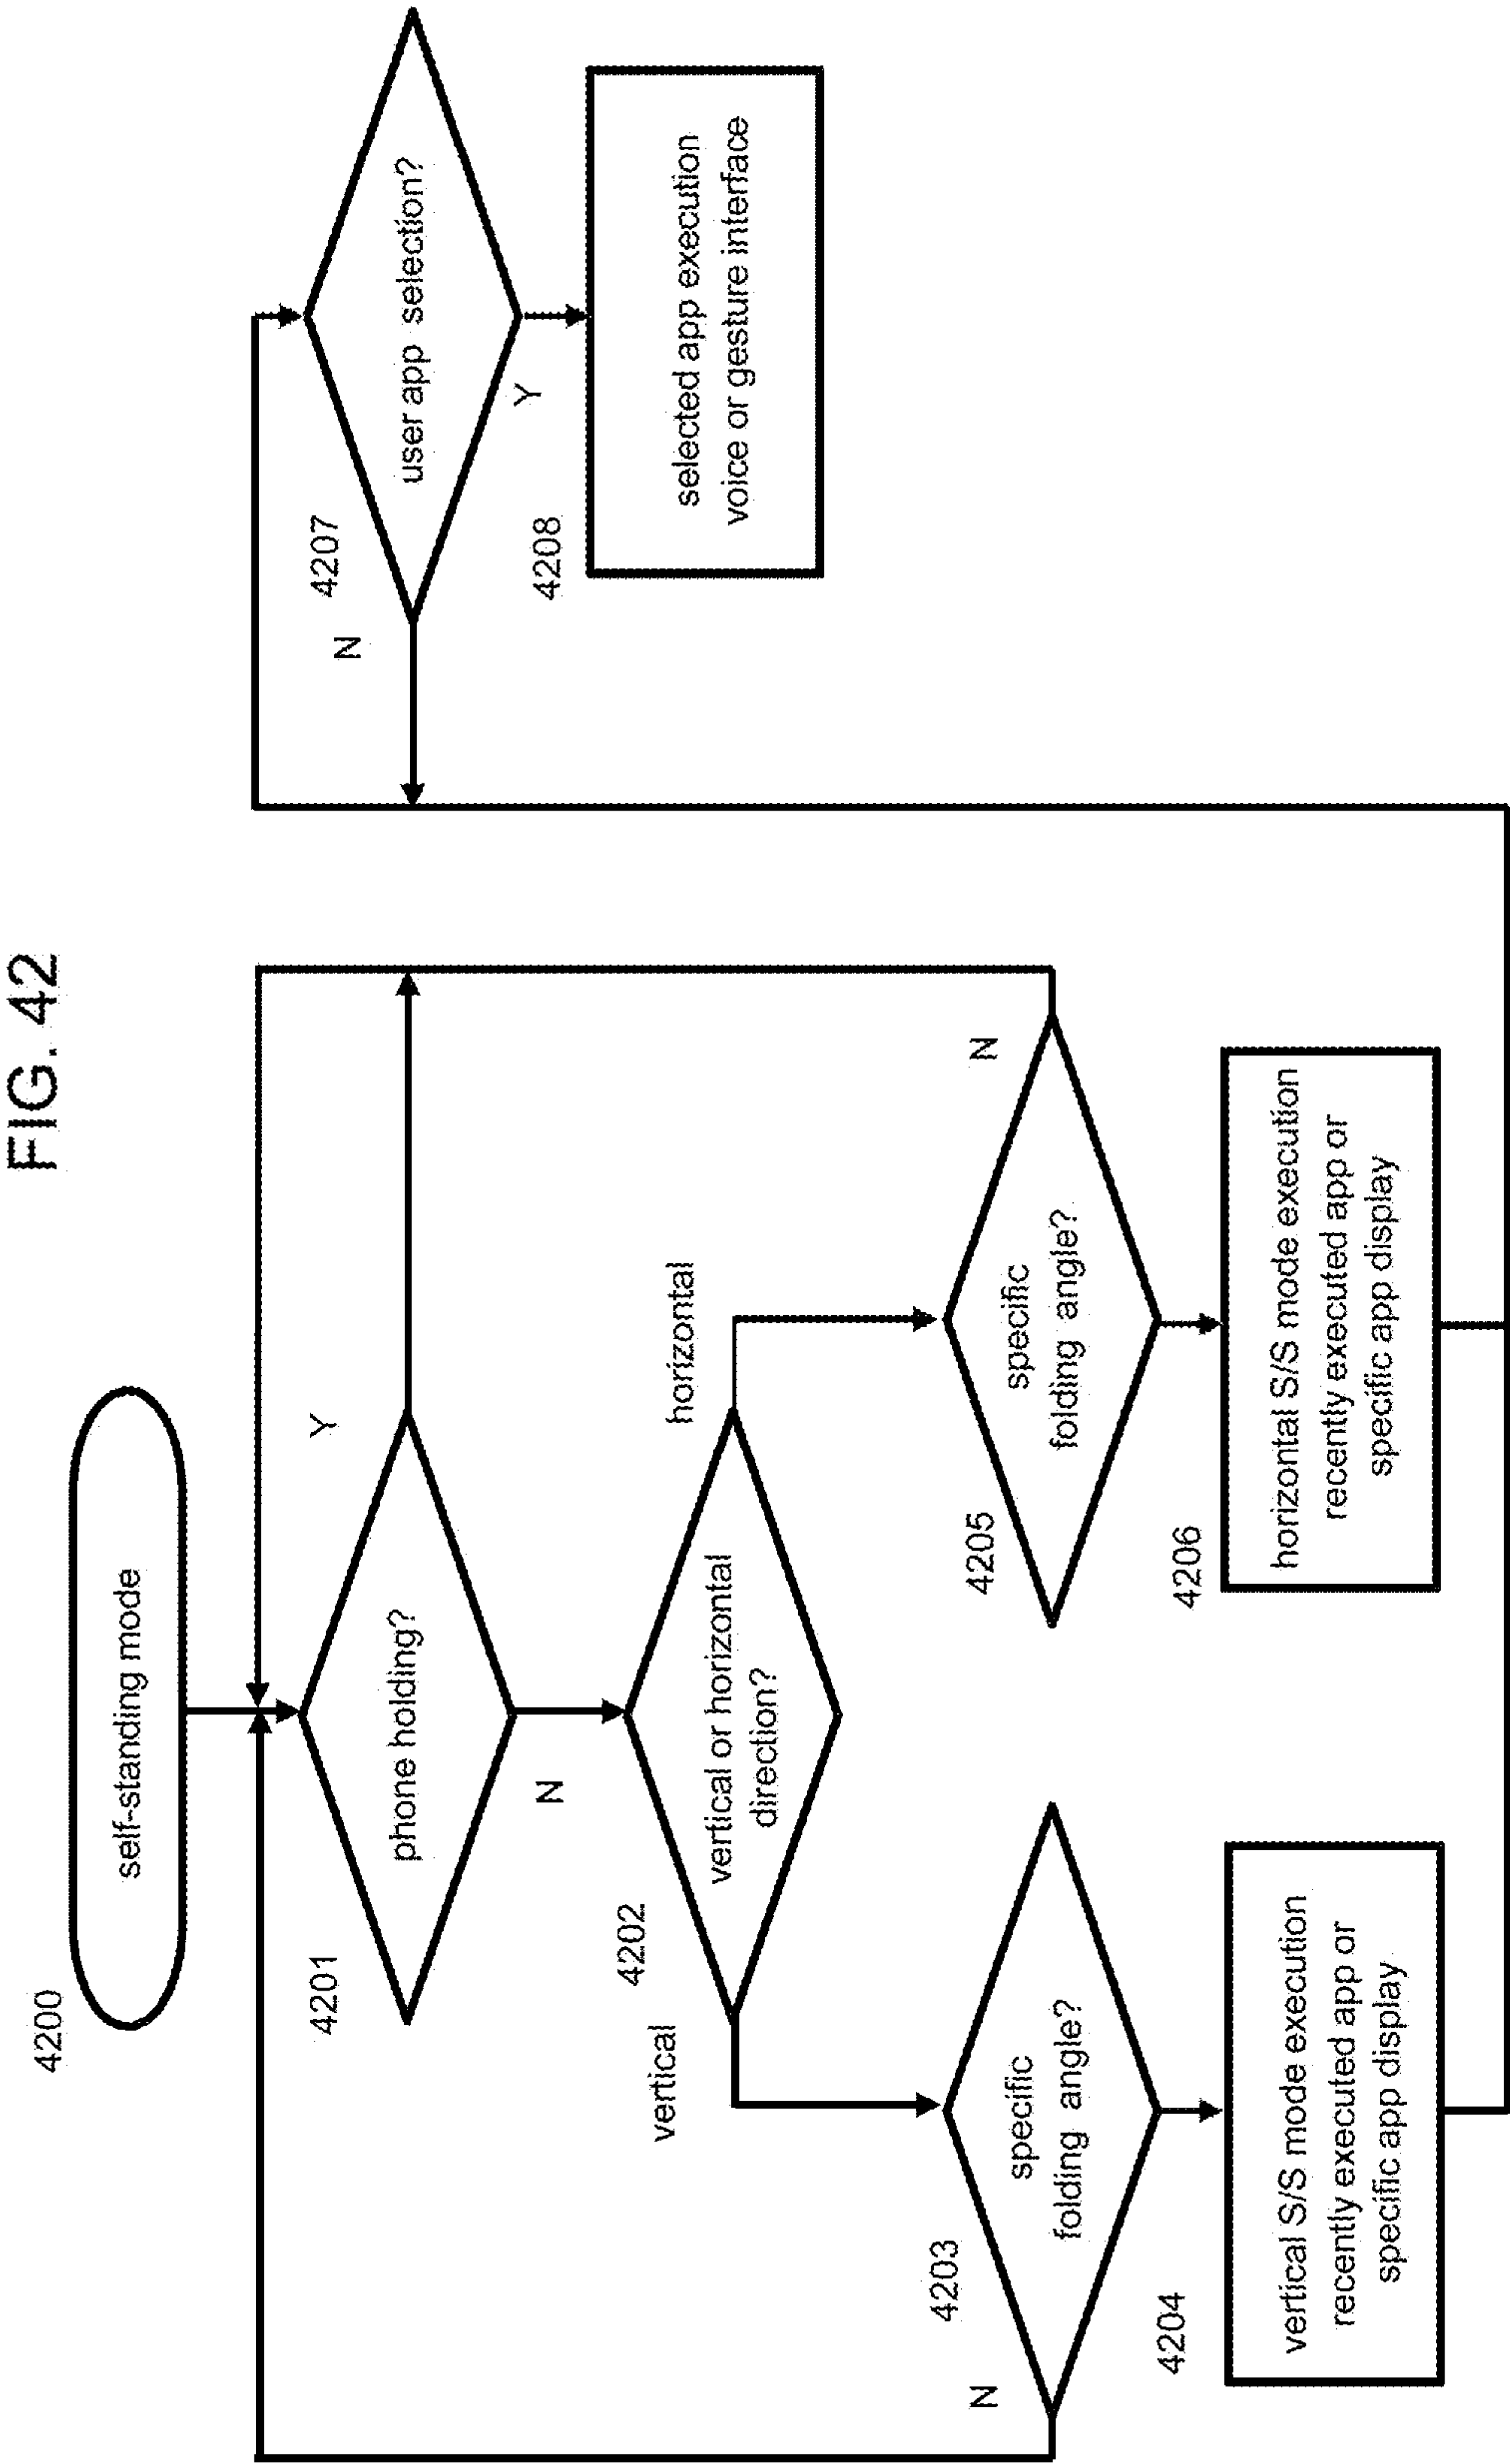 FIG. 42
4200
self-standing mode
4201
phone holding?
Y
N
4202
vertical or horizontal
direction?
vertical
horizontal
4203
specific
folding angle?
N
4204
vertical S/S mode execution
recently executed app or
specific app display
4205
specific
folding angle?
N
4206
horizontal S/S mode execution
recently executed app or
specific app display
4207
user app selection?
N
Y
4208
selected app execution
voice or gesture interface